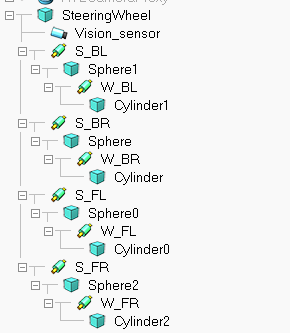 SteeringWheel
Vision_sensor
S_BL
Sphere1
W_BL
Cylinder1
S_BR
Sphere
W_BR
Cylinder
S_FL
Sphere0
W_FL
Cylinder0
S_FR
Sphere2
W_FR
Cylinder2